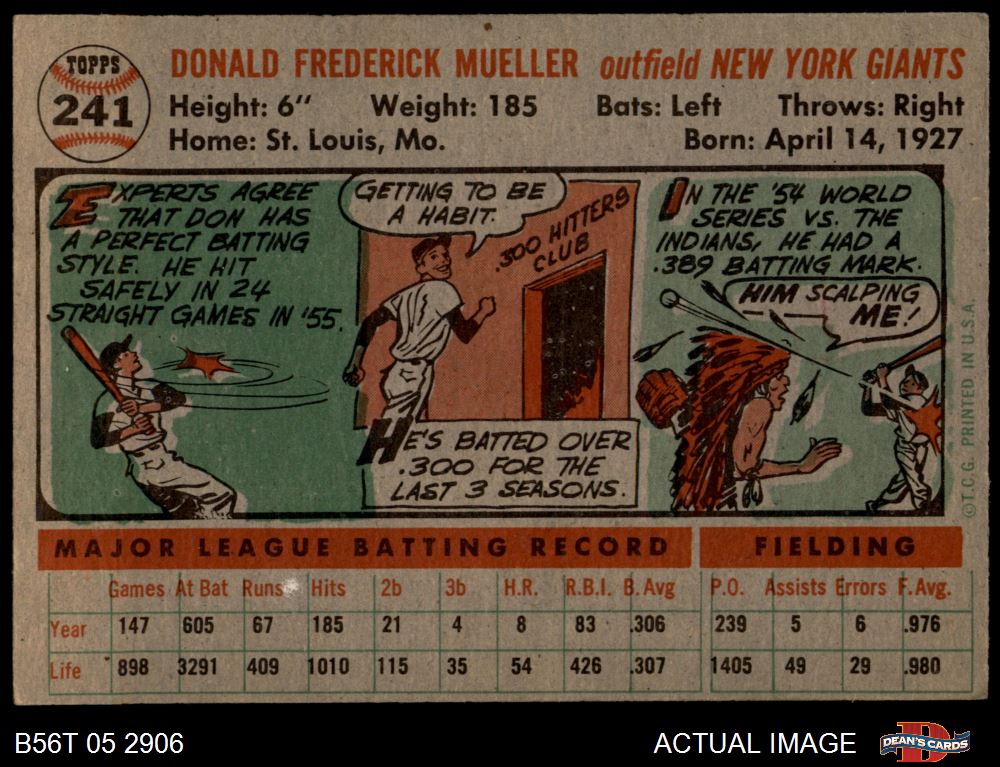 TOPPS
241
DONALD FREDERICK MUELLER outfield NEW YORK GIANTS
Height: 6" Weight: 185 Bats: Left Throws: Right
Home: St. Louis, Mo. Born: April 14, 1927
EXPERTS AGREE
THAT DON HAS
A PERFECT BATTING
STYLE. HE HIT
SAFELY IN 24
STRAIGHT GAMES IN '55.
GETTING TO BE
A HABIT.
.300 HITTERS
CLUB
HE'S BATTED OVER
.300 FOR THE
LAST 3 SEASONS.
IN THE '54 WORLD
SERIES VS. THE
INDIANS, HE HAD A
.389 BATTING MARK.
HIM SCALPING
ME!
©T.C.G. PRINTED IN U.S.A.
MAJOR LEAGUE BATTING RECORD FIELDING
Games At Bat Runs Hits 2b 3b H.R. R.B.I. B. Avg P.O. Assists Errors F. Avg.
Year 147 605 67 185 21 4 8 83 .306 239 5 6 .976
Life 898 3291 409 1010 115 35 54 426 .307 1405 49 29 .980
B56T 05 2906 ACTUAL IMAGE DEAN'S CARDS